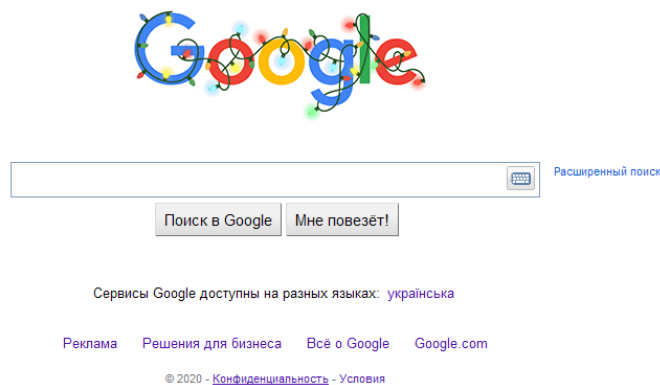 Google
Расширенный поиск
Поиск в Google Мне повезёт!
Сервисы Google доступны на разных языках: українська
Реклама Решения для бизнеса Всё о Google Google.com
© 2020 - Конфиденциальность - Условия